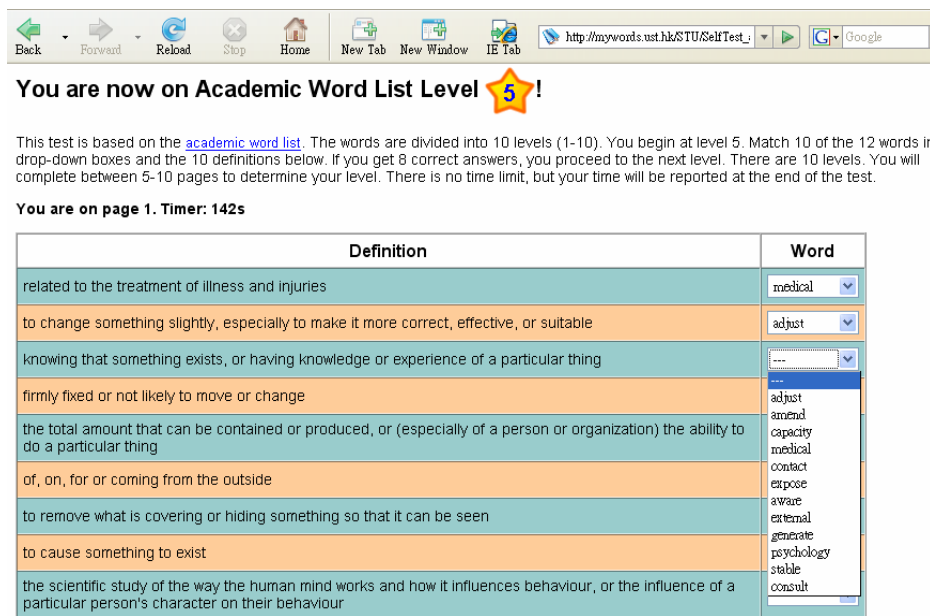 Back Forward Reload Stop Home New Tab New Window IE Tab http://mywords.ust.hk/STU/SelfTest_ G Google
You are now on Academic Word List Level 5 !
This test is based on the academic word list. The words are divided into 10 levels (1-10). You begin at level 5. Match 10 of the 12 words in
drop-down boxes and the 10 definitions below. If you get 8 correct answers, you proceed to the next level. There are 10 levels. You will
complete between 5-10 pages to determine your level. There is no time limit, but your time will be reported at the end of the test.
You are on page 1. Timer: 142s
Definition Word
related to the treatment of illness and injuries medical
to change something slightly, especially to make it more correct, effective, or suitable adjust
knowing that something exists, or having knowledge or experience of a particular thing ---
firmly fixed or not likely to move or change
the total amount that can be contained or produced, or (especially of a person or organization) the ability to
do a particular thing
of, on, for or coming from the outside
to remove what is covering or hiding something so that it can be seen
to cause something to exist
the scientific study of the way the human mind works and how it influences behaviour, or the influence of a
particular person's character on their behaviour
---
adjust
amend
capacity
medical
contact
expose
aware
external
generate
psychology
stable
consult